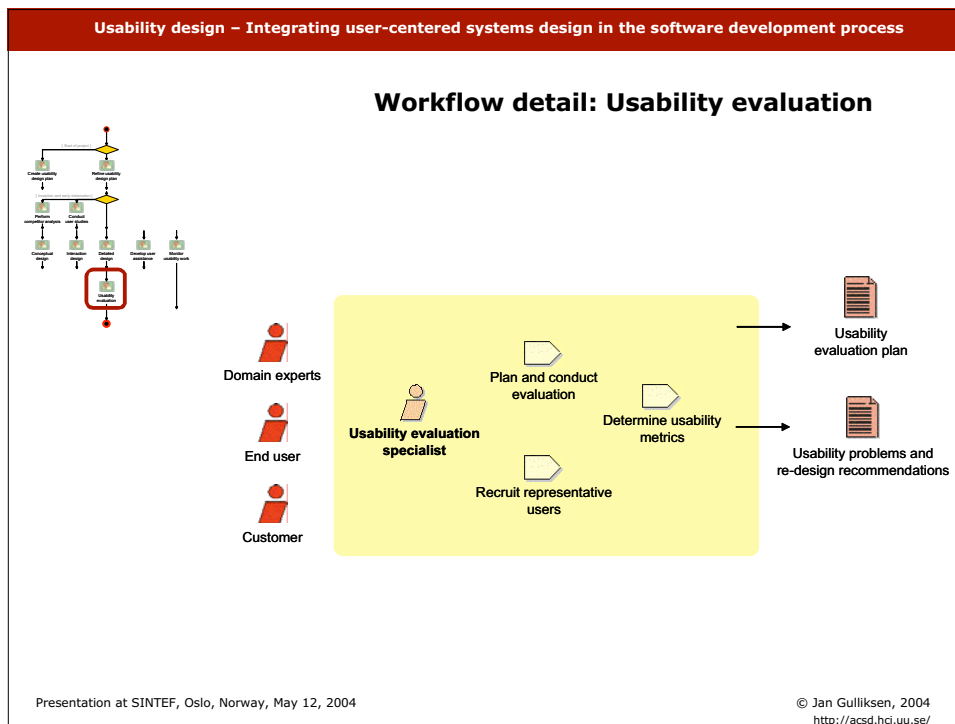 Usability design – Integrating user-centered systems design in the software development process
Workflow detail: Usability evaluation
[ Start of project ]
Create usability
design plan
Refine usability
design plan
Perform
competitor analysis
Conduct
user studies
Conceptual
design
Interaction
design
Detailed
design
Develop user
assistance
Monitor
usability work
Usability
evaluation
Domain experts
End user
Customer
Usability evaluation
specialist
Plan and conduct
evaluation
Determine usability
metrics
Recruit representative
users
Usability
evaluation plan
Usability problems and
re-design recommendations
Presentation at SINTEF, Oslo, Norway, May 12, 2004
© Jan Gulliksen, 2004
http://acsd.hci.uu.se/